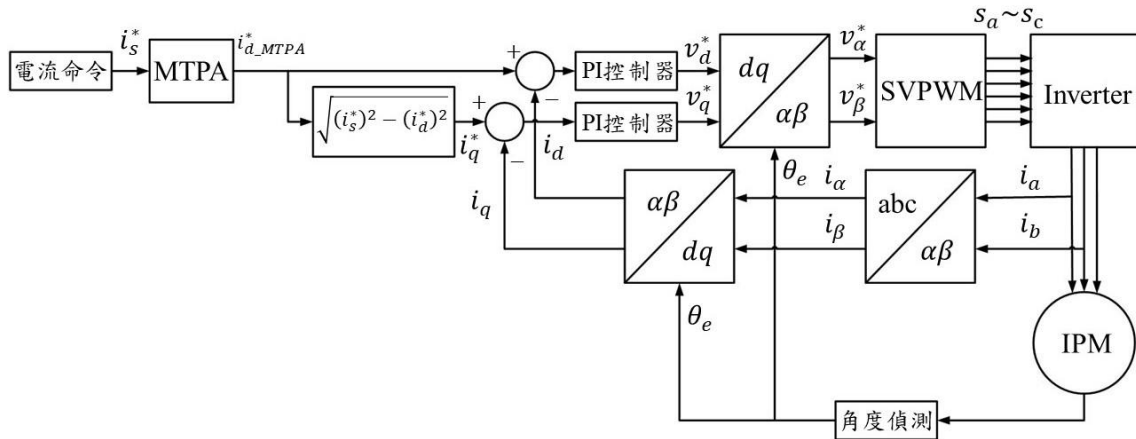 電流命令
i_s^*
MTPA
i_{d\_MTPA}^*
\sqrt{(i_s^*)^2 - (i_d^*)^2}
i_q^*
+
−
+
−
i_d
i_q
PI控制器
v_d^*
PI控制器
v_q^*
dq
αβ
θ_e
v_α^*
v_β^*
SVPWM
s_a~s_c
Inverter
αβ
dq
θ_e
i_α
i_β
abc
αβ
i_a
i_b
IPM
角度偵測